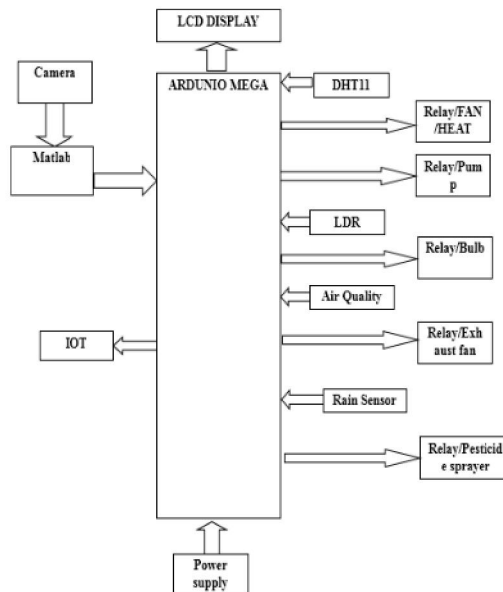 LCD DISPLAY
Camera
ARDUNIO MEGA
DHT11
Relay/FAN
/HEAT
Matlab
Relay/Pum
p
LDR
Relay/Bulb
Air Quality
IOT
Relay/Exh
aust fan
Rain Sensor
Relay/Pesticid
e sprayer
Power
supply